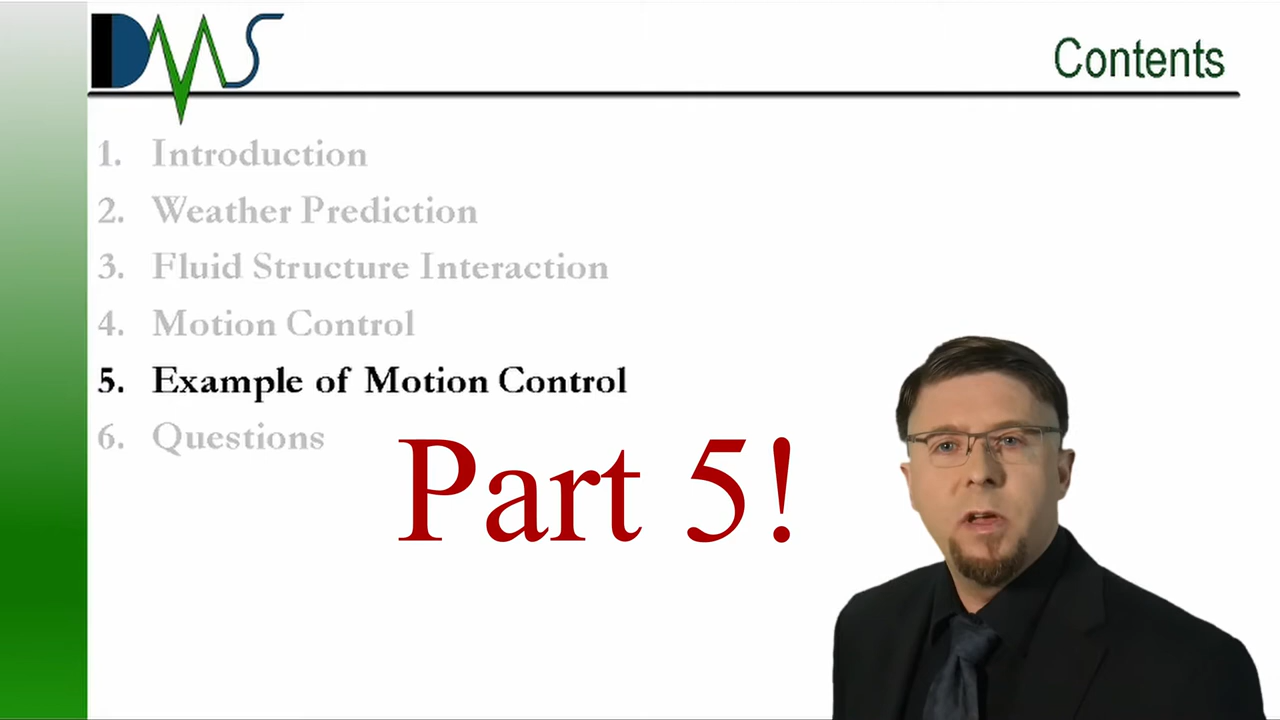 DMS
Contents
1. Introduction
2. Weather Prediction
3. Fluid Structure Interaction
4. Motion Control
5. Example of Motion Control
6. Questions
Part 5!